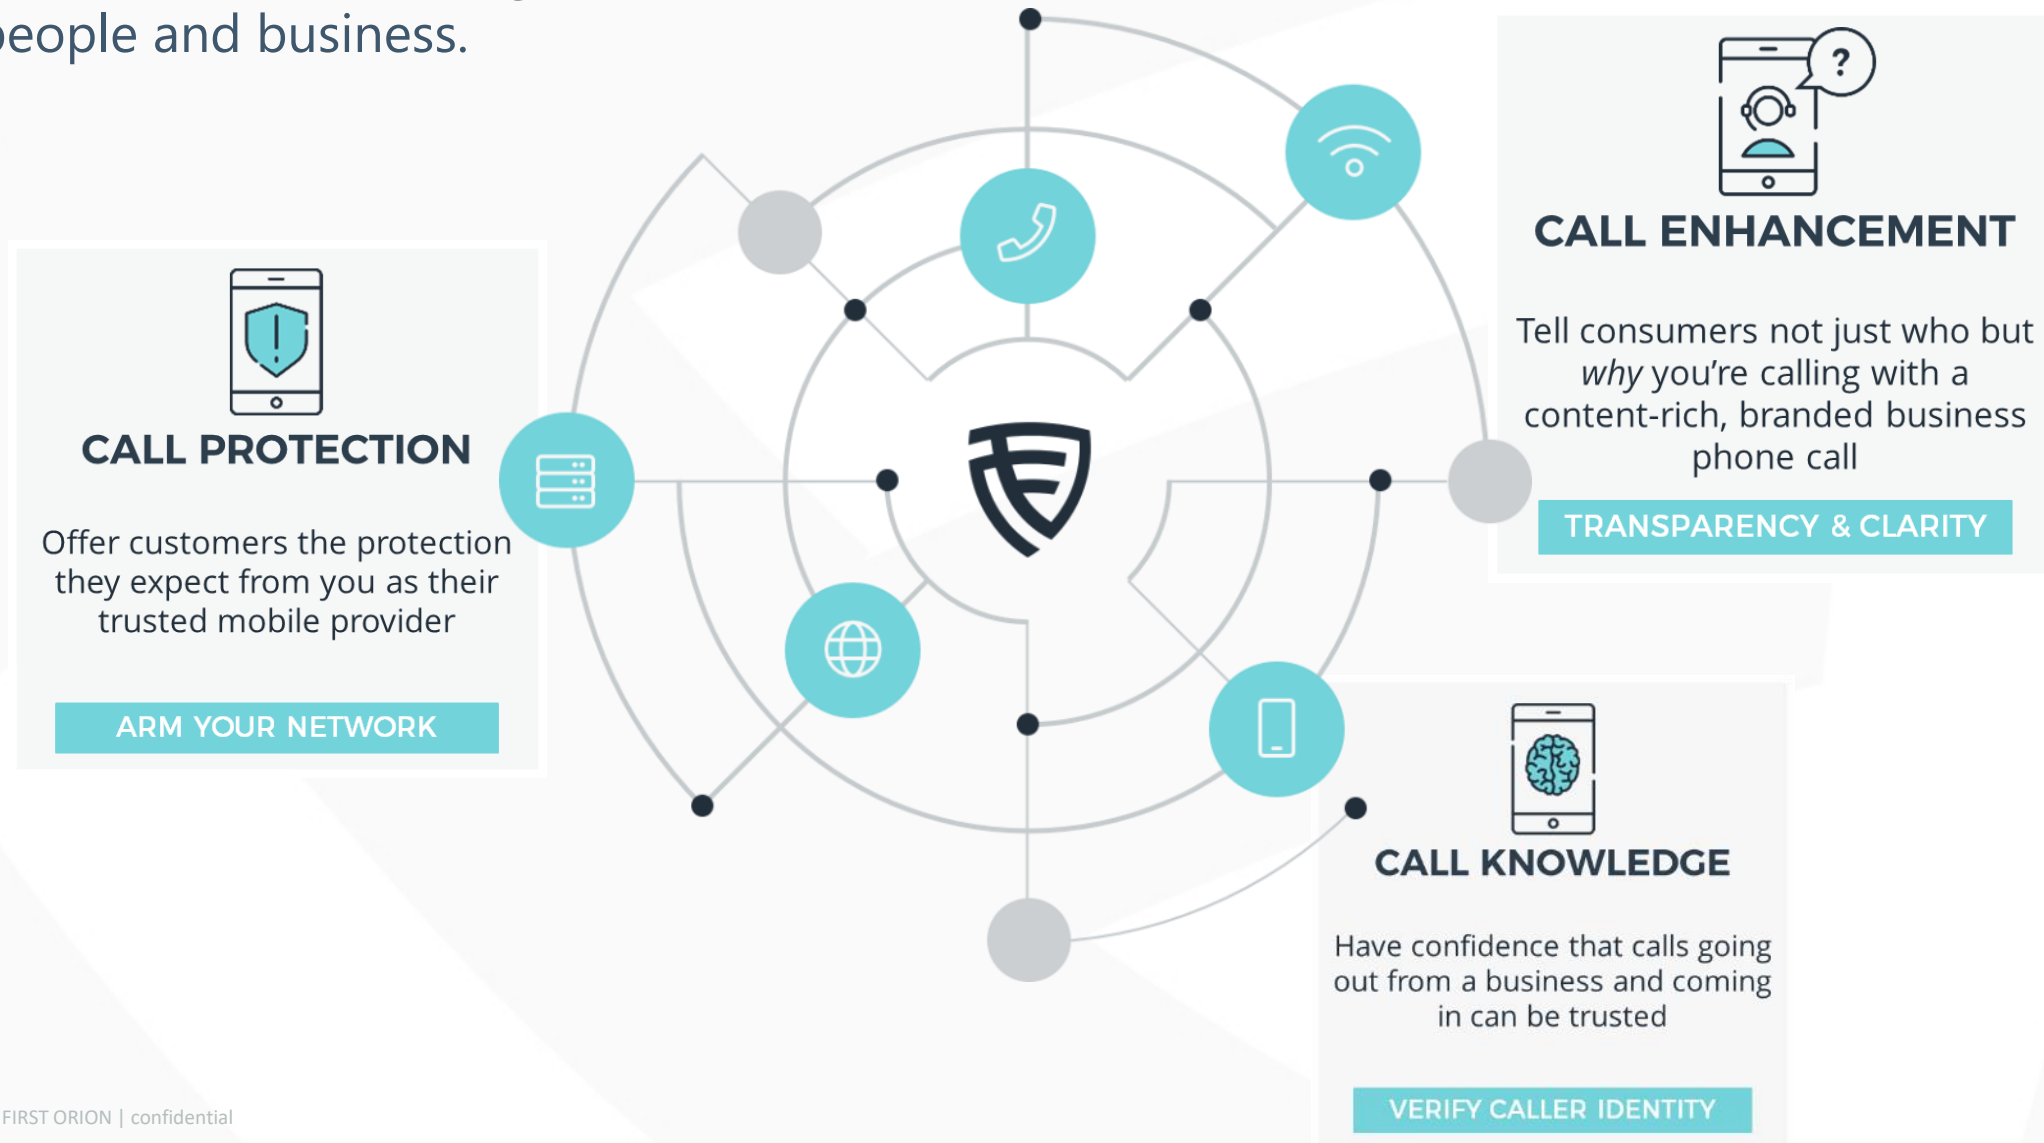 people and business.
?
CALL ENHANCEMENT
Tell consumers not just who but
why you're calling with a
content-rich, branded business
phone call
TRANSPARENCY & CLARITY
CALL PROTECTION
Offer customers the protection
they expect from you as their
trusted mobile provider
ARM YOUR NETWORK
CALL KNOWLEDGE
Have confidence that calls going
out from a business and coming
in can be trusted
VERIFY CALLER IDENTITY
FIRST ORION | confidential